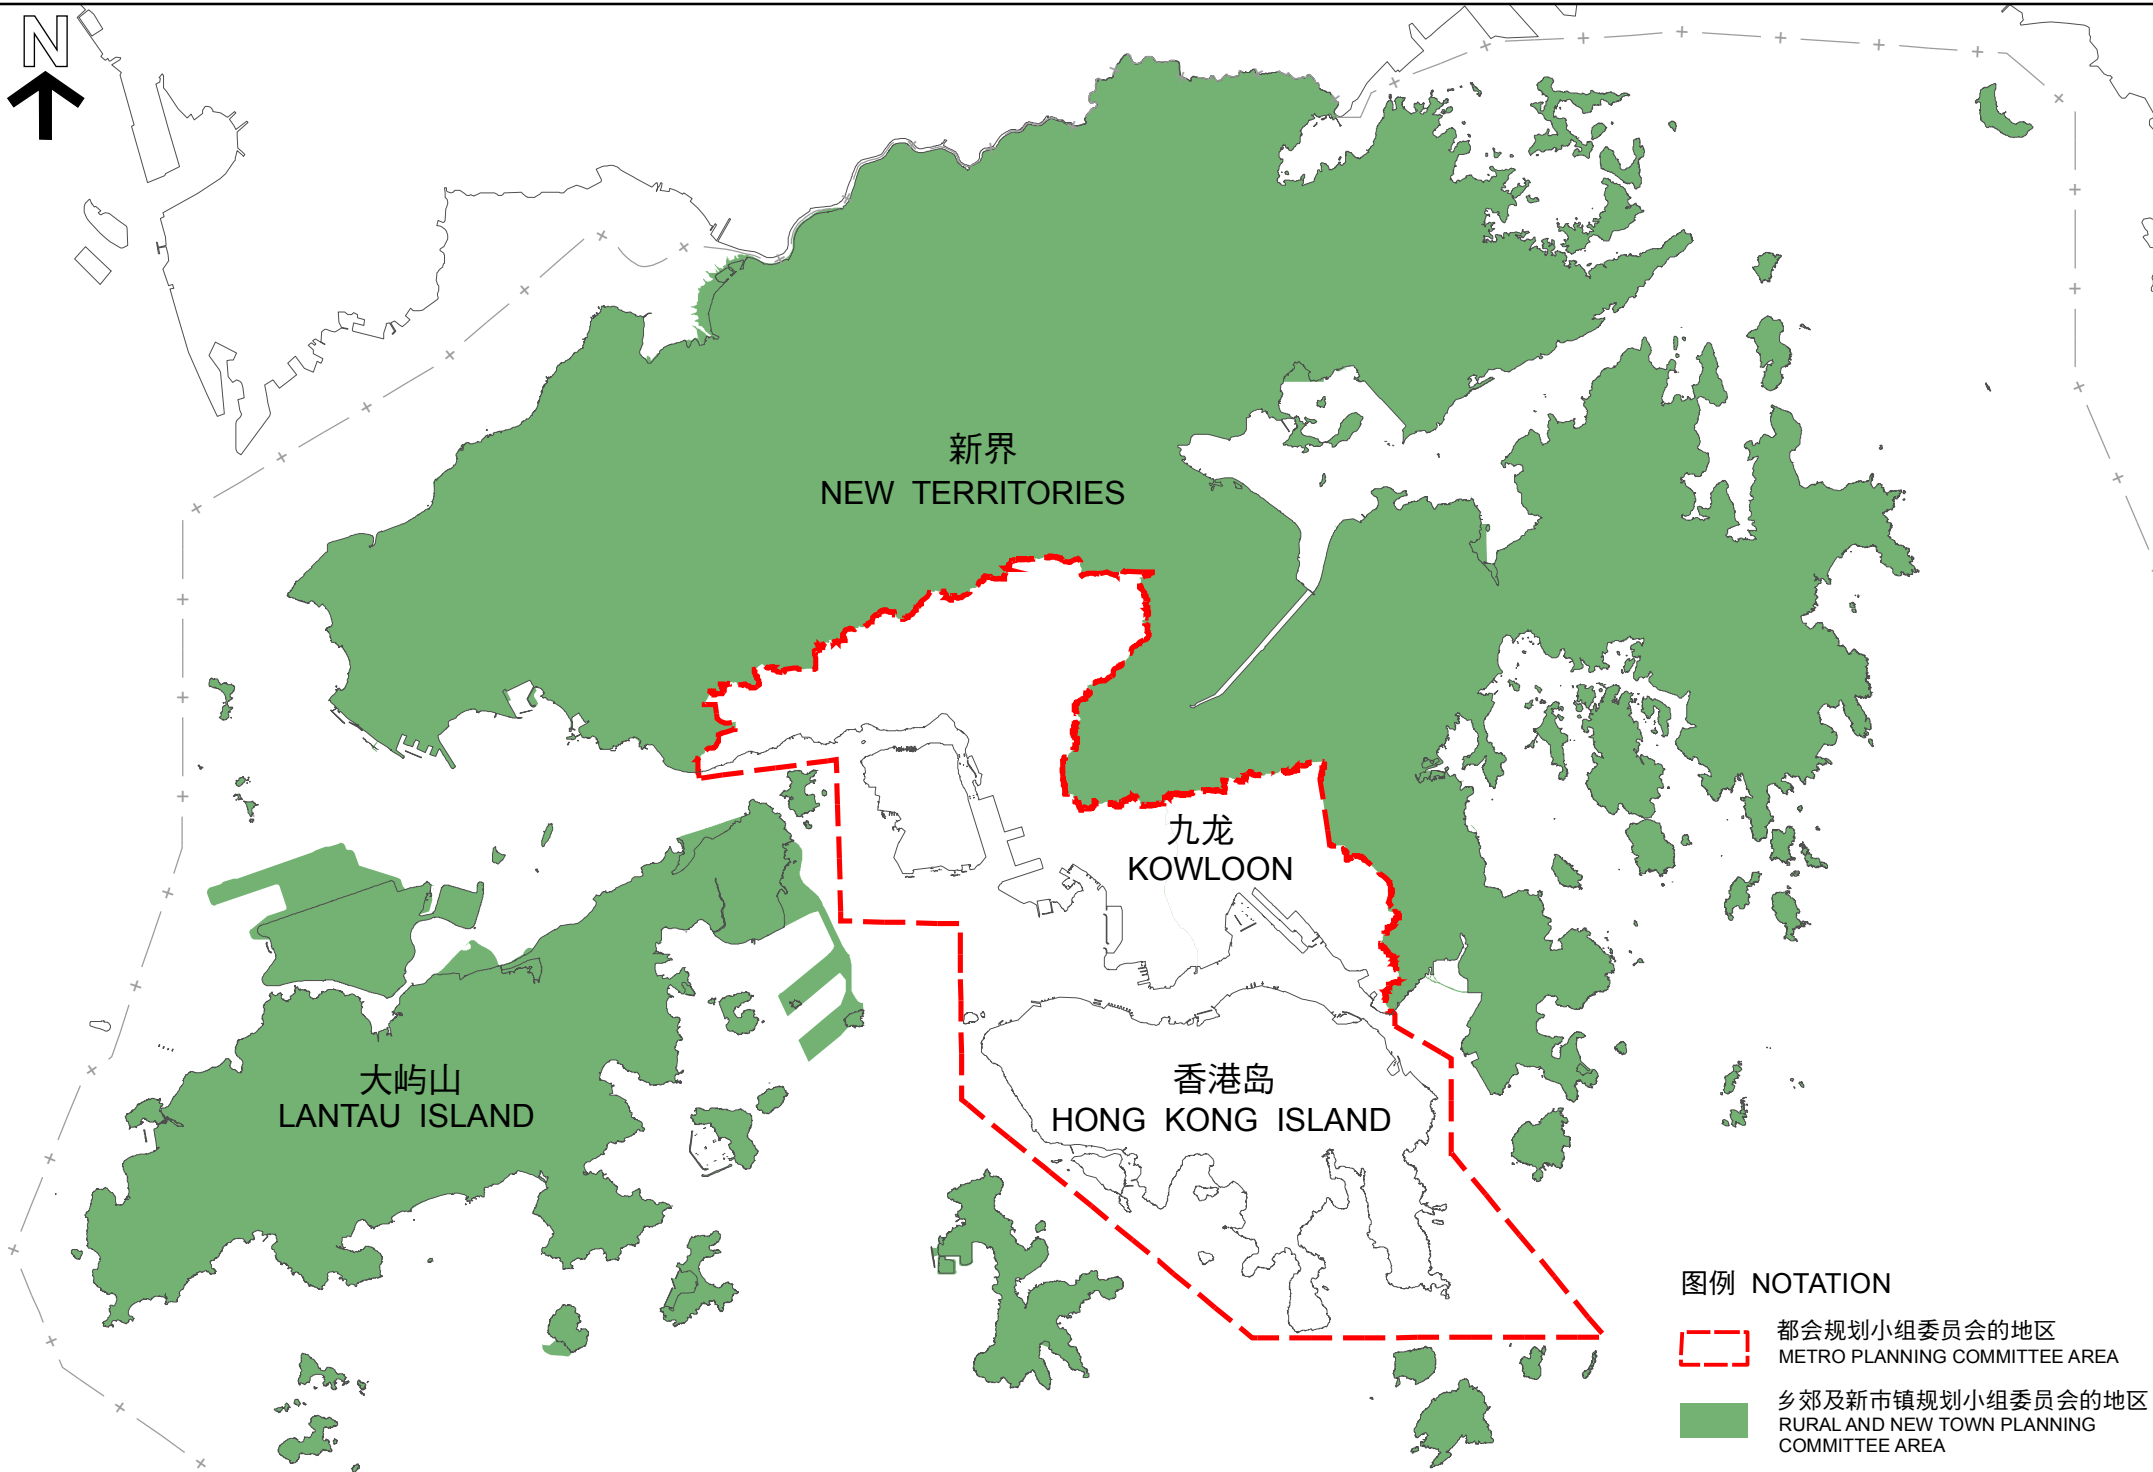 N
新界
NEW TERRITORIES
九龙
KOWLOON
大屿山
LANTAU ISLAND
香港岛
HONG KONG ISLAND
图例 NOTATION
都会规划小组委员会的地区
METRO PLANNING COMMITTEE AREA
乡郊及新市镇规划小组委员会的地区
RURAL AND NEW TOWN PLANNING
COMMITTEE AREA